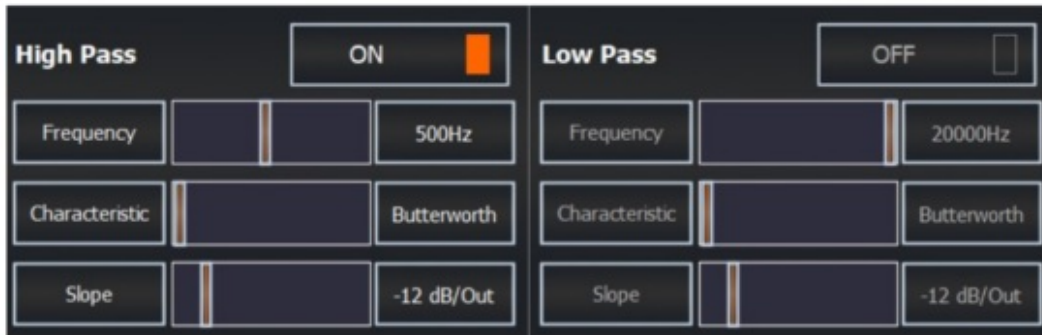 High Pass ON Low Pass OFF
Frequency 500Hz Frequency 20000Hz
Characteristic Butterworth Characteristic Butterworth
Slope -12 dB/Out Slope -12 dB/Out